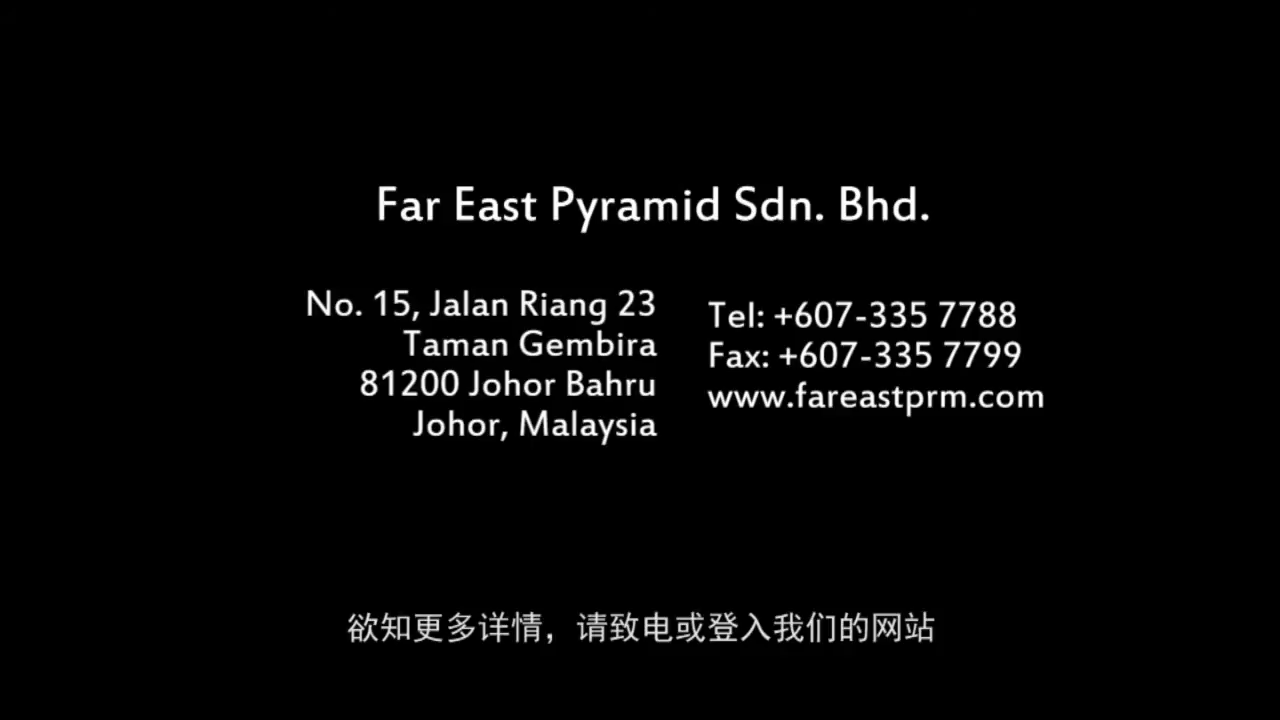 Far East Pyramid Sdn. Bhd.
No. 15, Jalan Riang 23
Taman Gembira
81200 Johor Bahru
Johor, Malaysia
Tel: +607-335 7788
Fax: +607-335 7799
www.fareastprm.com
欲知更多详情，请致电或登入我们的网站